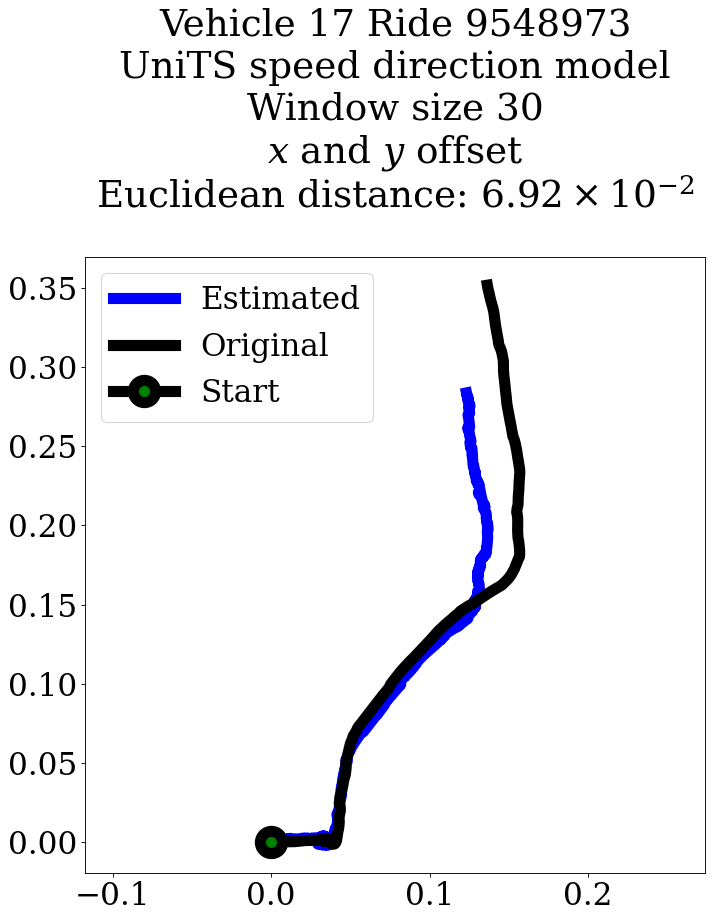 Vehicle 17 Ride 9548973
UniTS speed direction model
Window size 30
x and y offset
Euclidean distance: 6.92 × 10⁻²
Estimated
Original
Start
0.35
0.30
0.25
0.20
0.15
0.10
0.05
0.00
−0.1 0.0 0.1 0.2